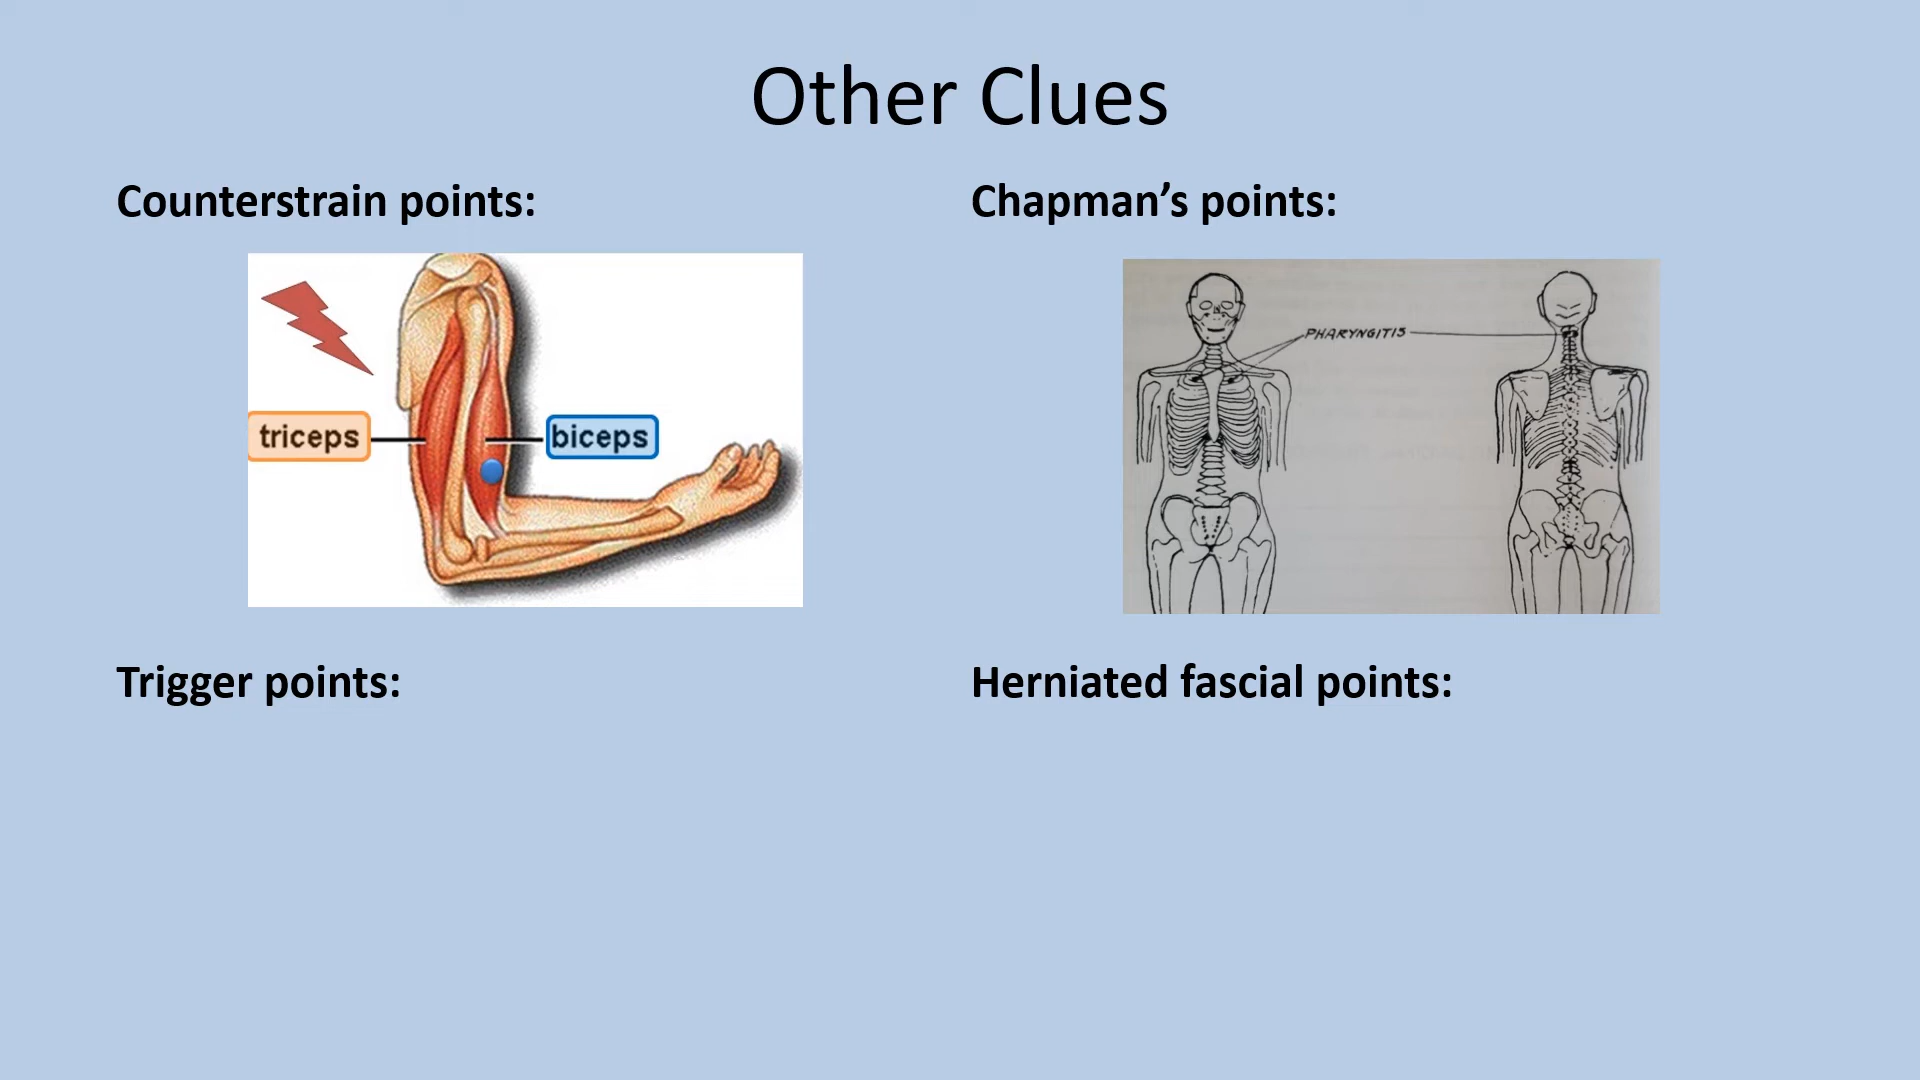 Other Clues
Counterstrain points:
Chapman’s points:
triceps
biceps
PHARYNGITIS
Trigger points:
Herniated fascial points: